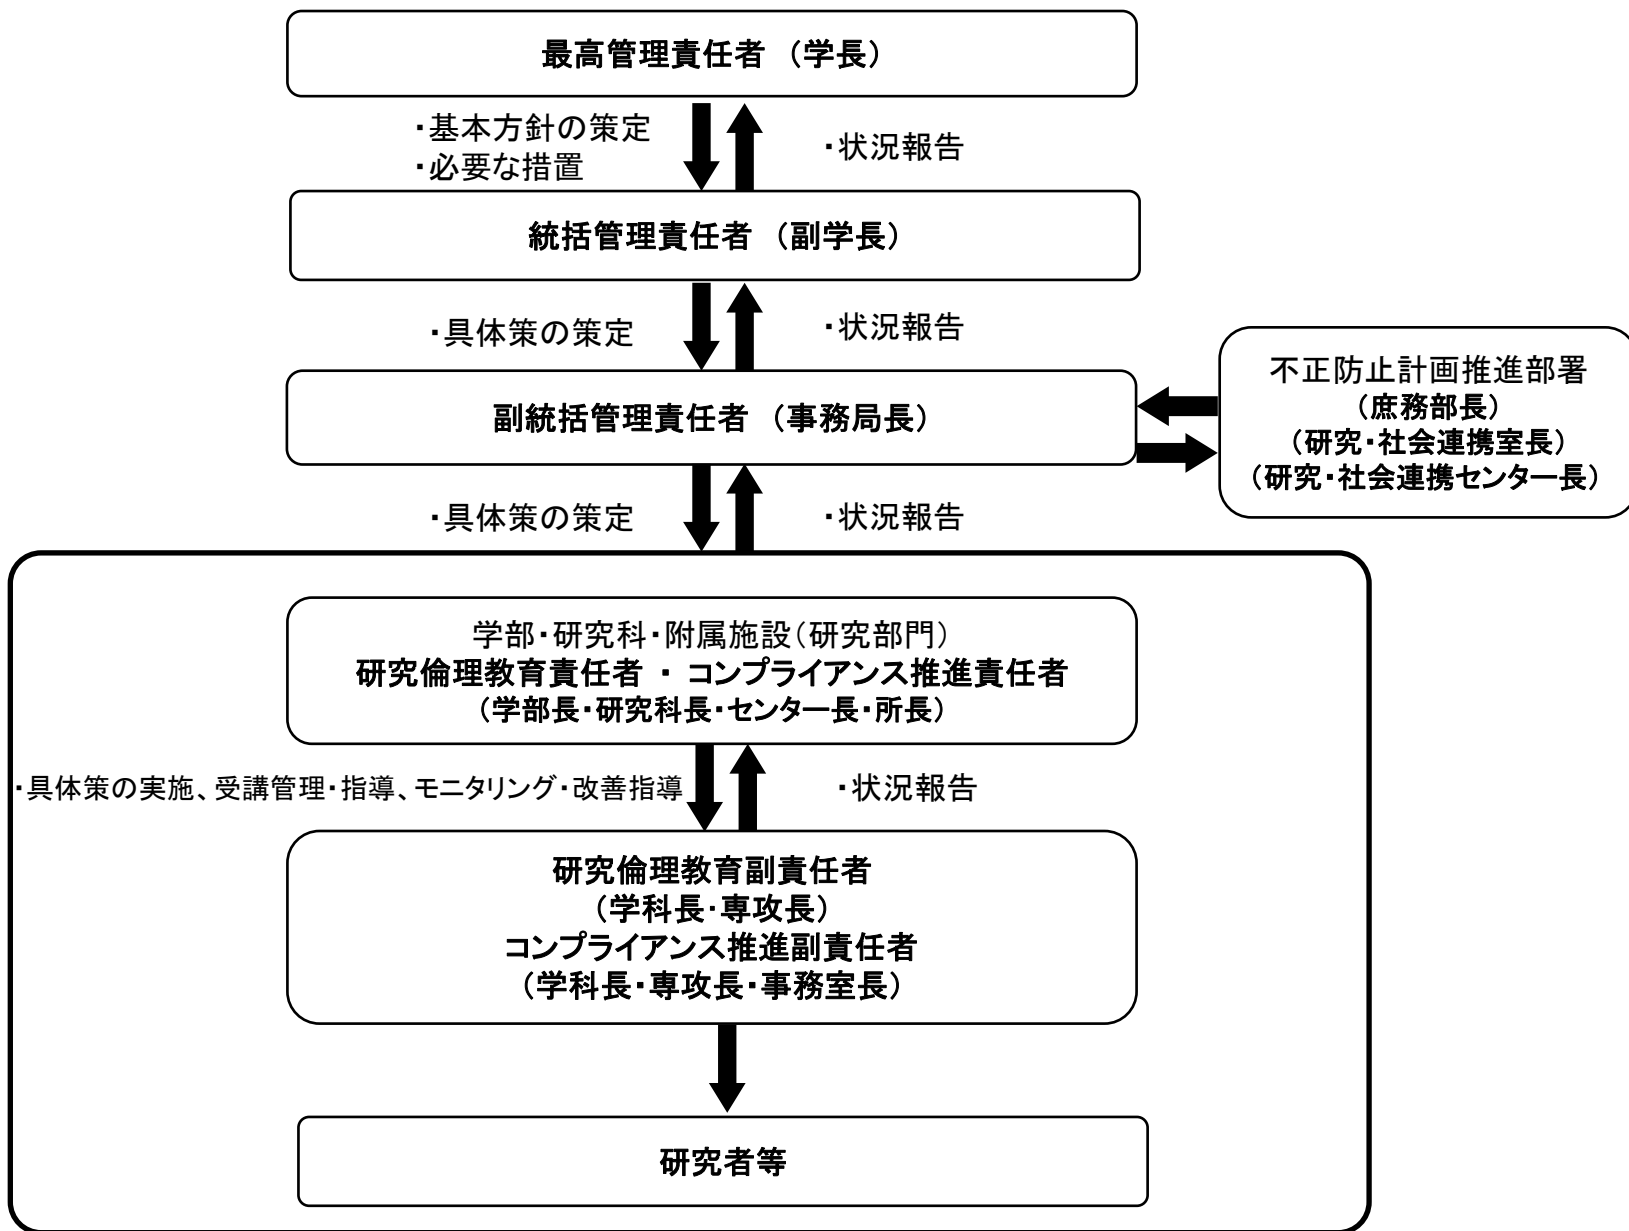 最高管理責任者 （学長）
・基本方針の策定
・必要な措置
・状況報告
統括管理責任者 （副学長）
・具体策の策定
・状況報告
副統括管理責任者 （事務局長）
不正防止計画推進部署
（庶務部長）
（研究・社会連携室長）
（研究・社会連携センター長）
・具体策の策定
・状況報告
学部・研究科・附属施設（研究部門）
研究倫理教育責任者 ・ コンプライアンス推進責任者
（学部長・研究科長・センター長・所長）
・具体策の実施、受講管理・指導、モニタリング・改善指導
・状況報告
研究倫理教育副責任者
（学科長・専攻長）
コンプライアンス推進副責任者
（学科長・専攻長・事務室長）
研究者等